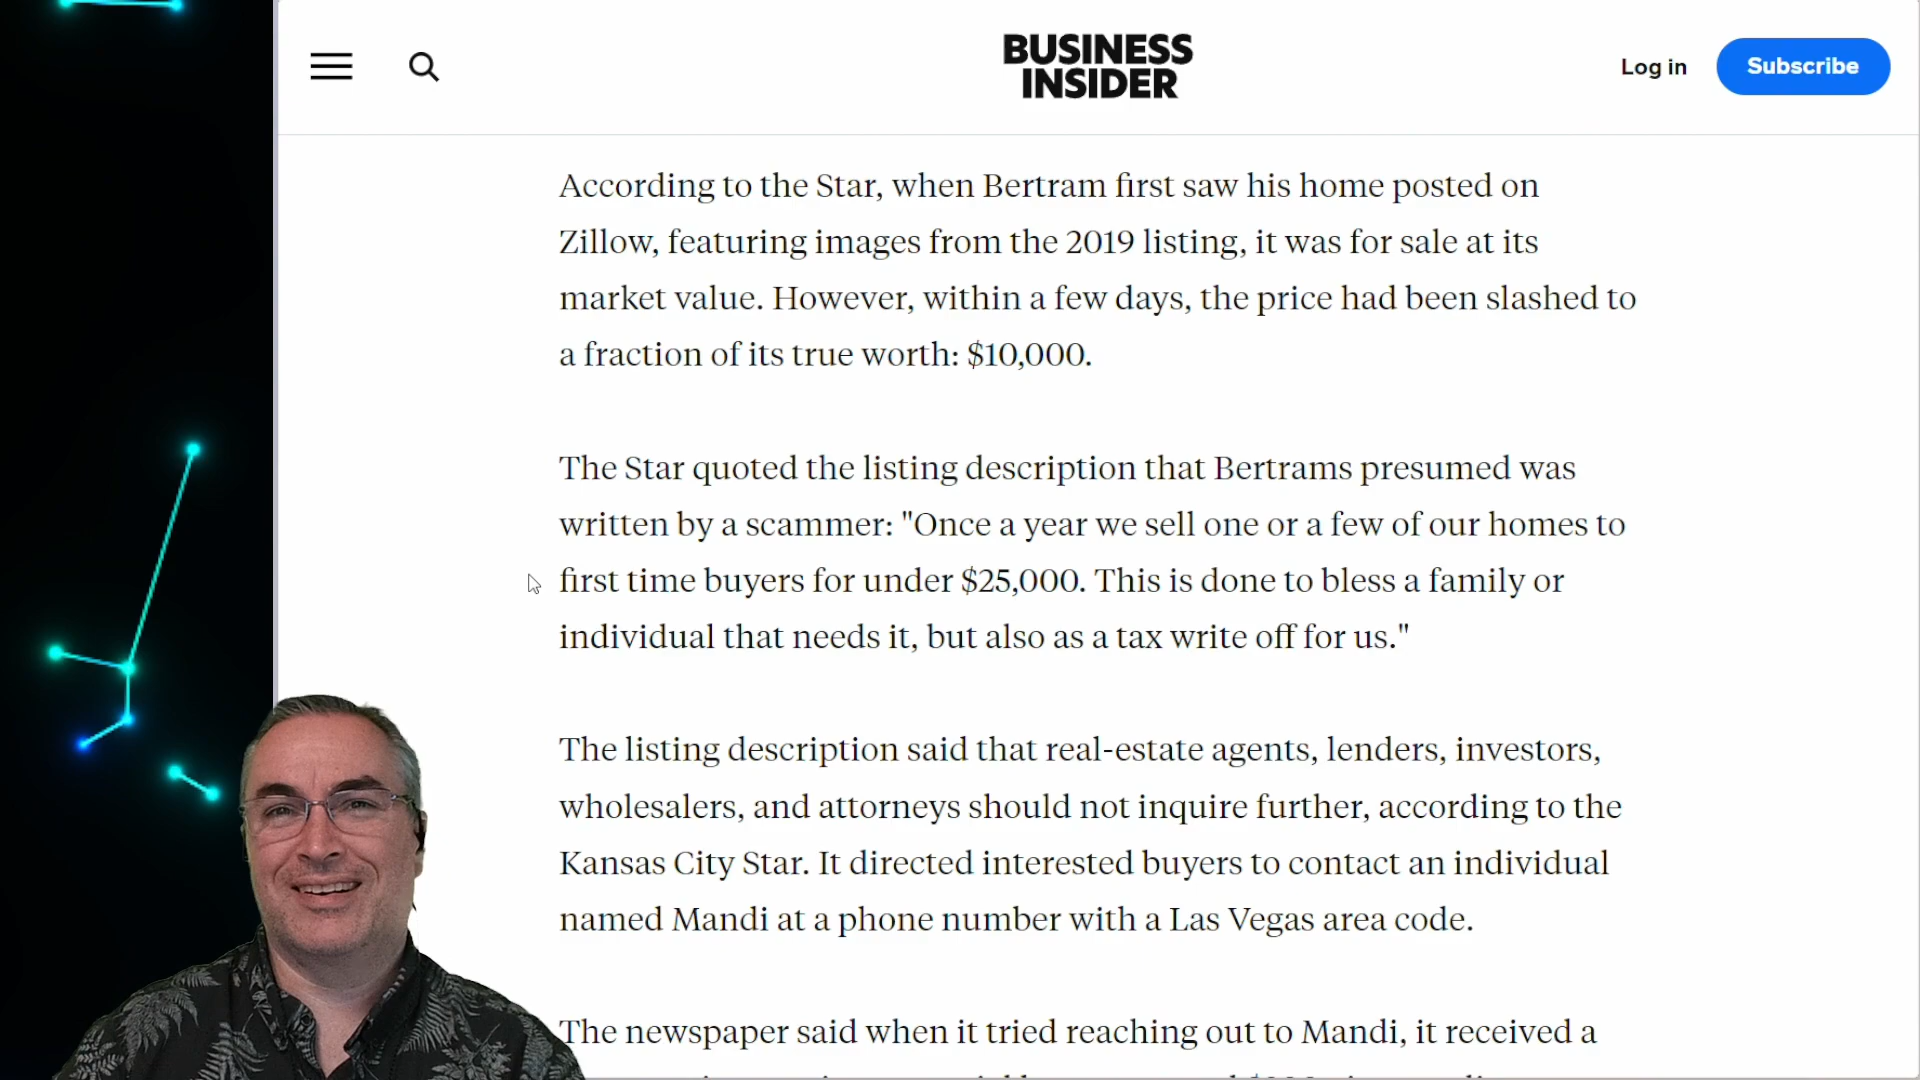 BUSINESS
INSIDER
Log in
Subscribe
According to the Star, when Bertram first saw his home posted on
Zillow, featuring images from the 2019 listing, it was for sale at its
market value. However, within a few days, the price had been slashed to
a fraction of its true worth: $10,000.
The Star quoted the listing description that Bertrams presumed was
written by a scammer: "Once a year we sell one or a few of our homes to
first time buyers for under $25,000. This is done to bless a family or
individual that needs it, but also as a tax write off for us."
The listing description said that real-estate agents, lenders, investors,
wholesalers, and attorneys should not inquire further, according to the
Kansas City Star. It directed interested buyers to contact an individual
named Mandi at a phone number with a Las Vegas area code.
The newspaper said when it tried reaching out to Mandi, it received a